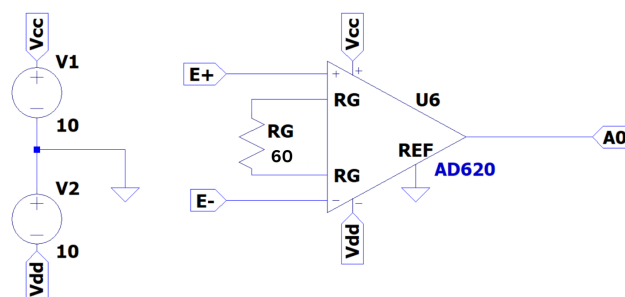 Vcc
V1
10
V2
10
Vdd
E+
E-
RG
60
Vcc
+
+
RG
U6
REF
RG
AD620
-
-
Vdd
A0